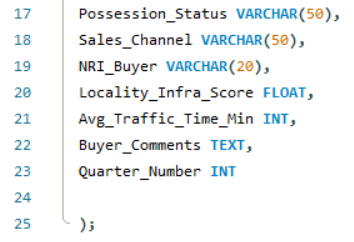 17 Possession_Status VARCHAR(50),
18 Sales_Channel VARCHAR(50),
19 NRI_Buyer VARCHAR(20),
20 Locality_Infra_Score FLOAT,
21 Avg_Traffic_Time_Min INT,
22 Buyer_Comments TEXT,
23 Quarter_Number INT
24
25 );